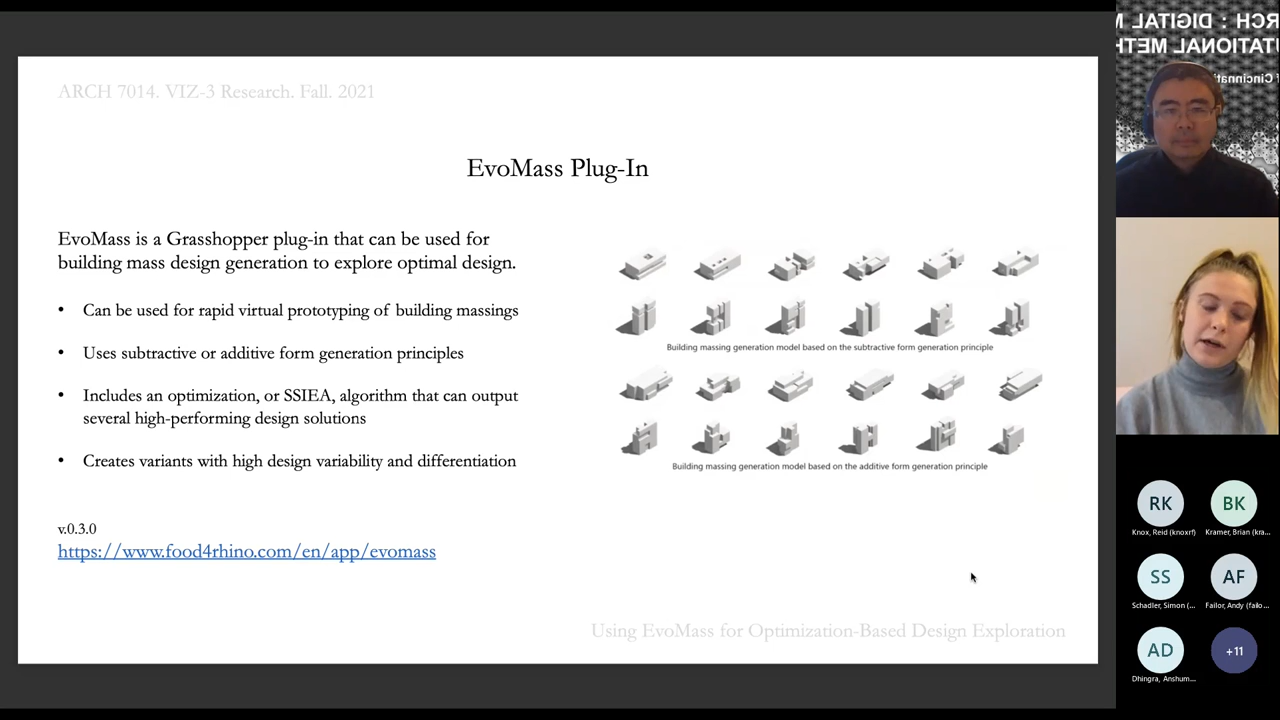 ARCH 7014. VIZ-3 Research. Fall. 2021
EvoMass Plug-In
EvoMass is a Grasshopper plug-in that can be used for
building mass design generation to explore optimal design.
• Can be used for rapid virtual prototyping of building massings
• Uses subtractive or additive form generation principles
• Includes an optimization, or SSIEA, algorithm that can output
several high-performing design solutions
• Creates variants with high design variability and differentiation
v.0.3.0
https://www.food4rhino.com/en/app/evomass
Building massing generation model based on the subtractive form generation principle
Building massing generation model based on the additive form generation principle
Using EvoMass for Optimization-Based Design Exploration
RCH : DIGITAL
UTATIONAL METH
Cincinnati
RK
BK
Knox, Reid (knoxrf)
Kramer, Brian (kra...
SS
AF
Schadler, Simon (...
Failor, Andy (failo...
AD
+11
Dhingra, Anshum...